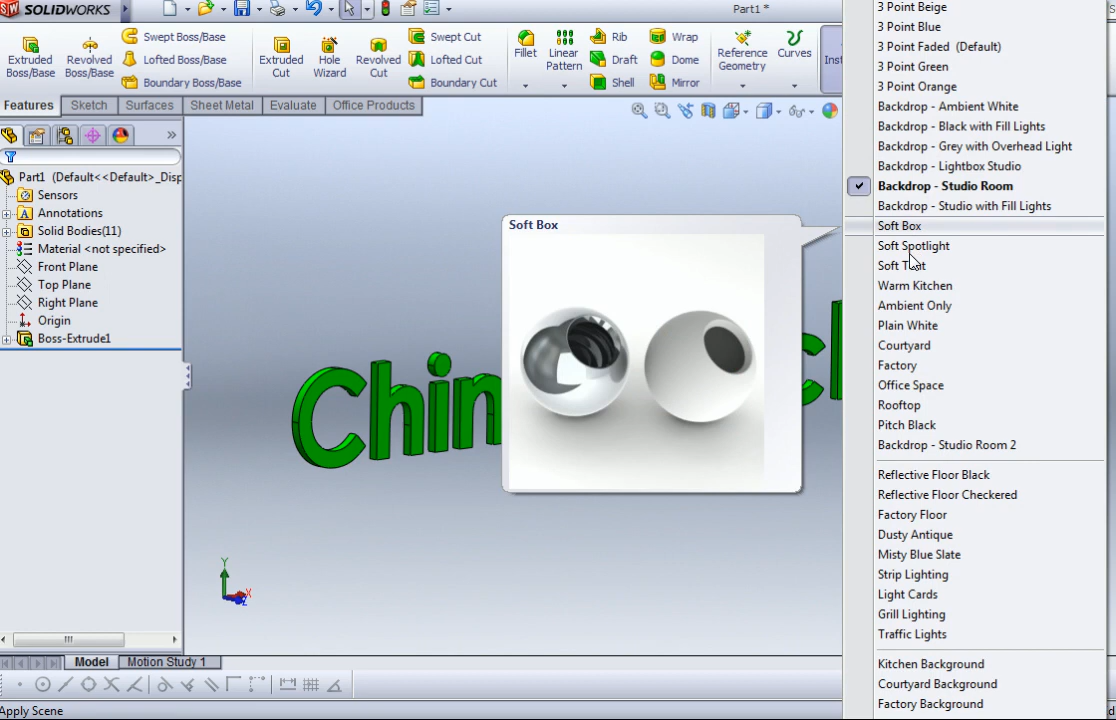 SOLIDWORKS
Part1 *
Extruded Boss/Base
Revolved Boss/Base
Swept Boss/Base
Lofted Boss/Base
Boundary Boss/Base
Extruded Cut
Hole Wizard
Revolved Cut
Swept Cut
Lofted Cut
Boundary Cut
Fillet
Linear Pattern
Rib
Draft
Shell
Wrap
Dome
Mirror
Reference Geometry
Curves
Inst
Features
Sketch
Surfaces
Sheet Metal
Evaluate
Office Products
Part1 (Default<<Default>_Disp
Sensors
Annotations
Solid Bodies(11)
Material <not specified>
Front Plane
Top Plane
Right Plane
Origin
Boss-Extrude1
Soft Box
Chin
Y
X
Z
3 Point Beige
3 Point Blue
3 Point Faded (Default)
3 Point Green
3 Point Orange
Backdrop - Ambient White
Backdrop - Black with Fill Lights
Backdrop - Grey with Overhead Light
Backdrop - Lightbox Studio
Backdrop - Studio Room
Backdrop - Studio with Fill Lights
Soft Box
Soft Spotlight
Soft Tent
Warm Kitchen
Ambient Only
Plain White
Courtyard
Factory
Office Space
Rooftop
Pitch Black
Backdrop - Studio Room 2
Reflective Floor Black
Reflective Floor Checkered
Factory Floor
Dusty Antique
Misty Blue Slate
Strip Lighting
Light Cards
Grill Lighting
Traffic Lights
Kitchen Background
Courtyard Background
Factory Background
Model
Motion Study 1
Apply Scene